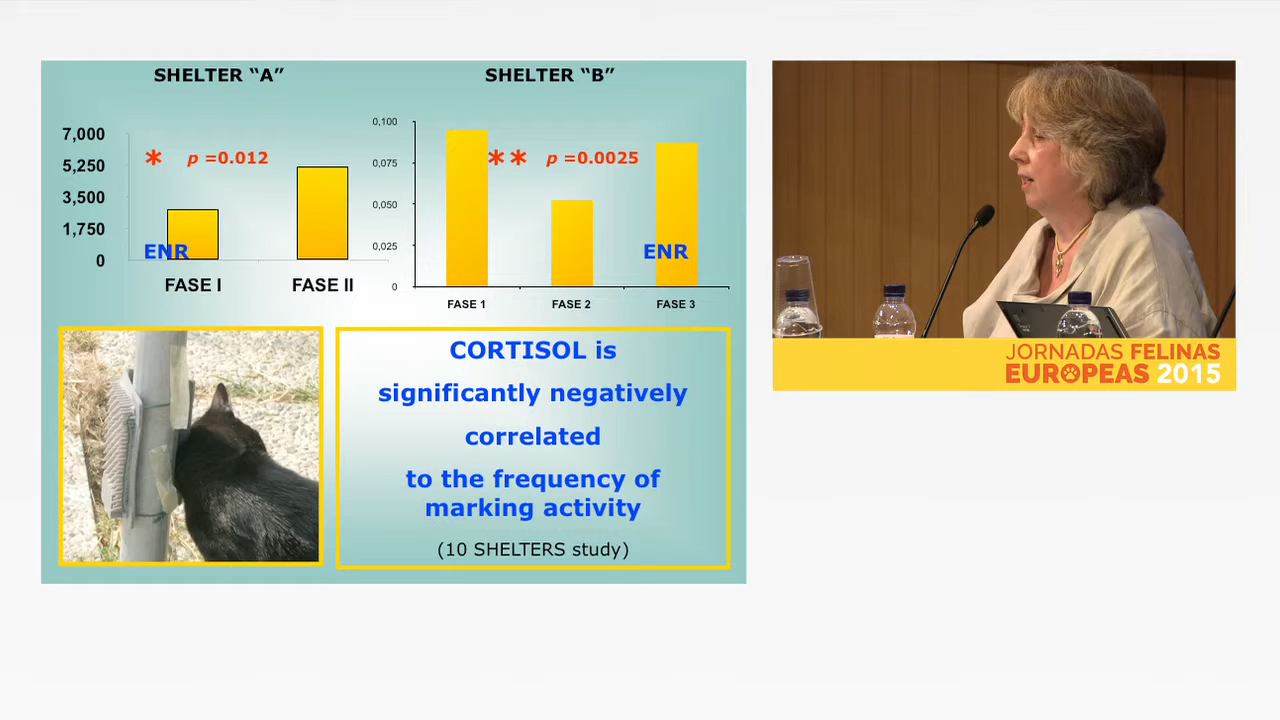 SHELTER “A”
7,000
5,250
3,500
1,750
0
* p =0.012
ENR
FASE I FASE II
SHELTER “B”
0,100
0,075
0,050
0,025
0
** p =0.0025
ENR
FASE 1 FASE 2 FASE 3
CORTISOL is
significantly negatively
correlated
to the frequency of
marking activity
(10 SHELTERS study)
JORNADAS FELINAS
EUROPEAS 2015